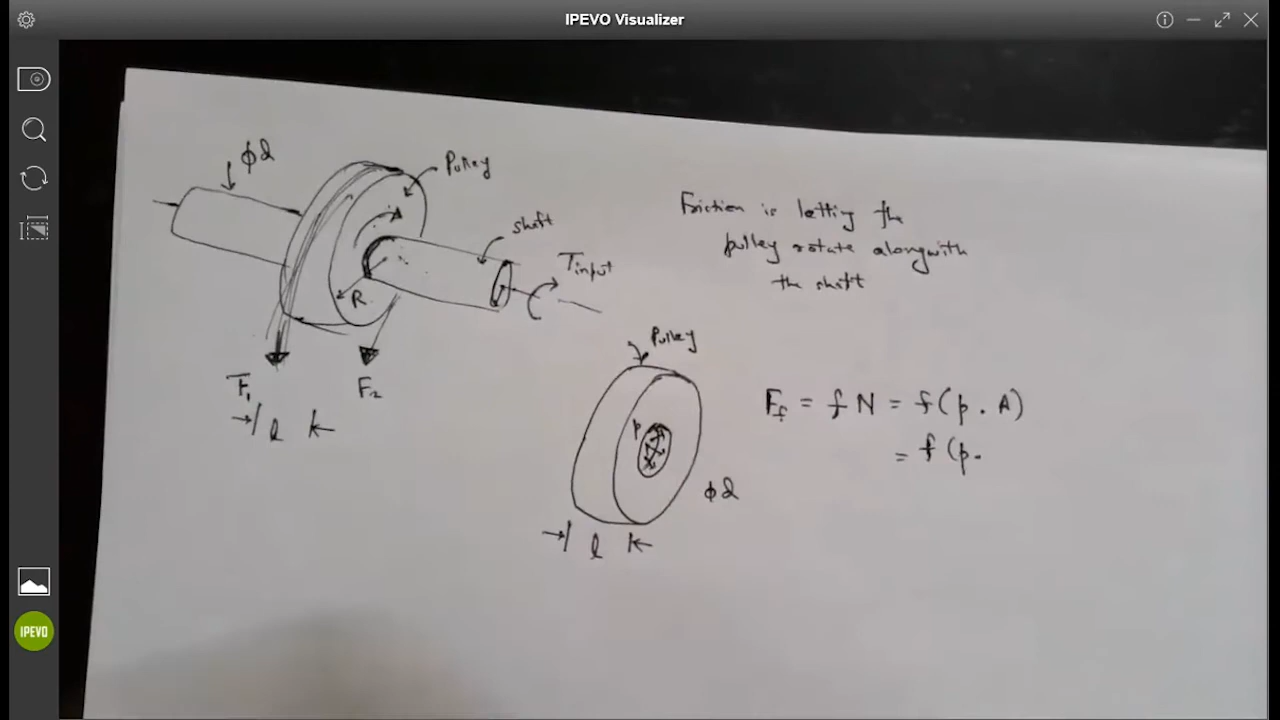 IPEVO Visualizer
ϕd
Pulley
shaft
Tinput
R
F₁
F₂
l
Friction is letting the
pulley rotate alongwith
the shaft
Pulley
p
ϕd
l
F_f = f N = f(p . A)
= f (p .
IPEVO